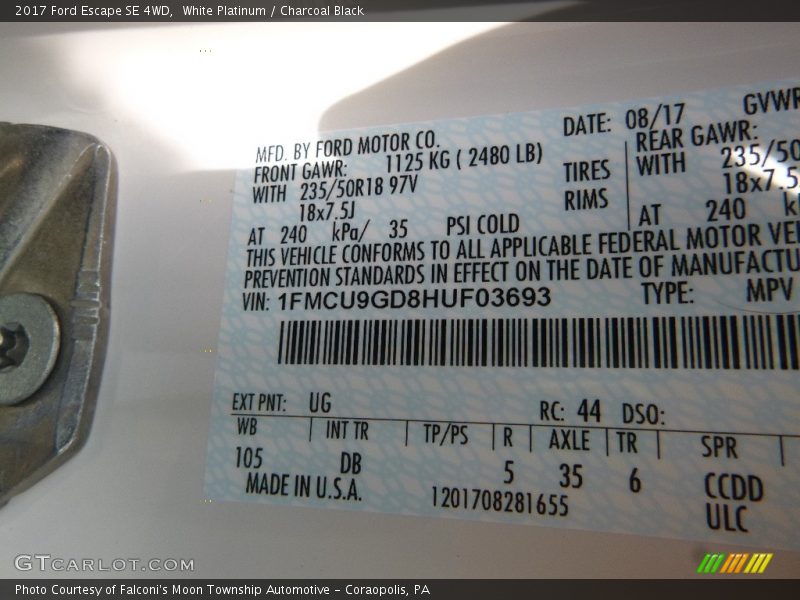 2017 Ford Escape SE 4WD,  White Platinum / Charcoal Black
MFD. BY FORD MOTOR CO.
DATE: 08/17
GVWR
FRONT GAWR: 1125 KG ( 2480 LB)
REAR GAWR:
WITH 235/50R18 97V
TIRES
WITH 235/50
18x7.5J
RIMS
18x7.5
AT 240 kPa/ 35 PSI COLD
AT 240
THIS VEHICLE CONFORMS TO ALL APPLICABLE FEDERAL MOTOR VE
PREVENTION STANDARDS IN EFFECT ON THE DATE OF MANUFACTU
VIN: 1FMCU9GD8HUF03693
TYPE: MPV
EXT PNT: UG
RC: 44 DSO:
WB INT TR TP/PS R AXLE TR SPR
105 DB 5 35 6 CCDD
MADE IN U.S.A. 1201708281655 ULC
GTCARLOT.COM
Photo Courtesy of Falconi's Moon Township Automotive - Coraopolis, PA